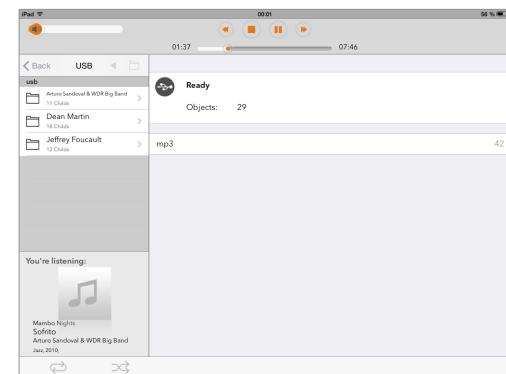 iPad 00:01 56 %
01:37 07:46
Back USB
usb
Arturo Sandoval & WDR Big Band
11 Childs
Dean Martin
18 Childs
Jeffrey Foucault
12 Childs
Ready
Objects: 29
mp3 42
You're listening:
Mambo Nights
Sofrito
Arturo Sandoval & WDR Big Band
Jazz, 2010,